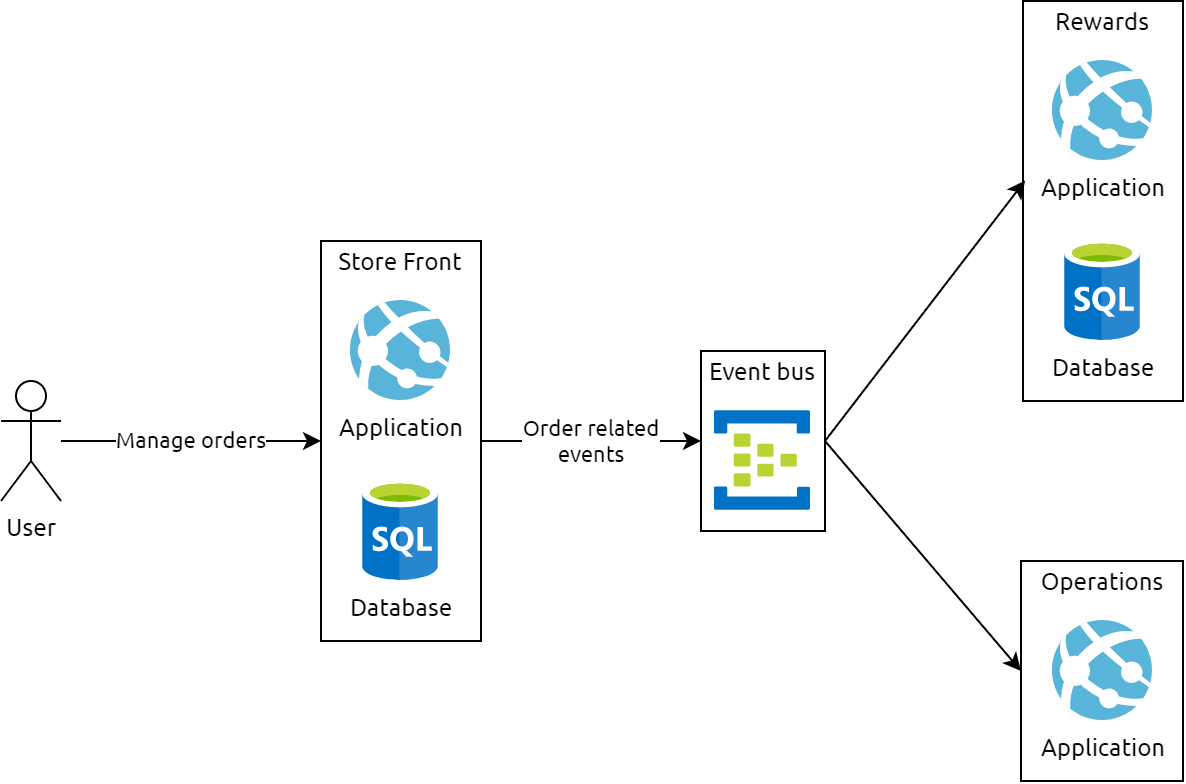 Rewards
Application
SQL
Database
Store Front
Application
SQL
Database
User
Manage orders
Order related
events
Event bus
Operations
Application